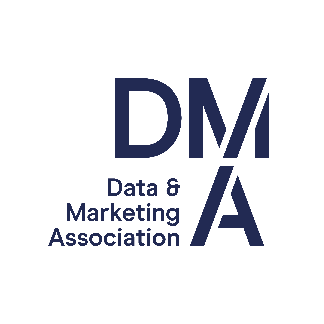 DM
A
Data &
Marketing
Association